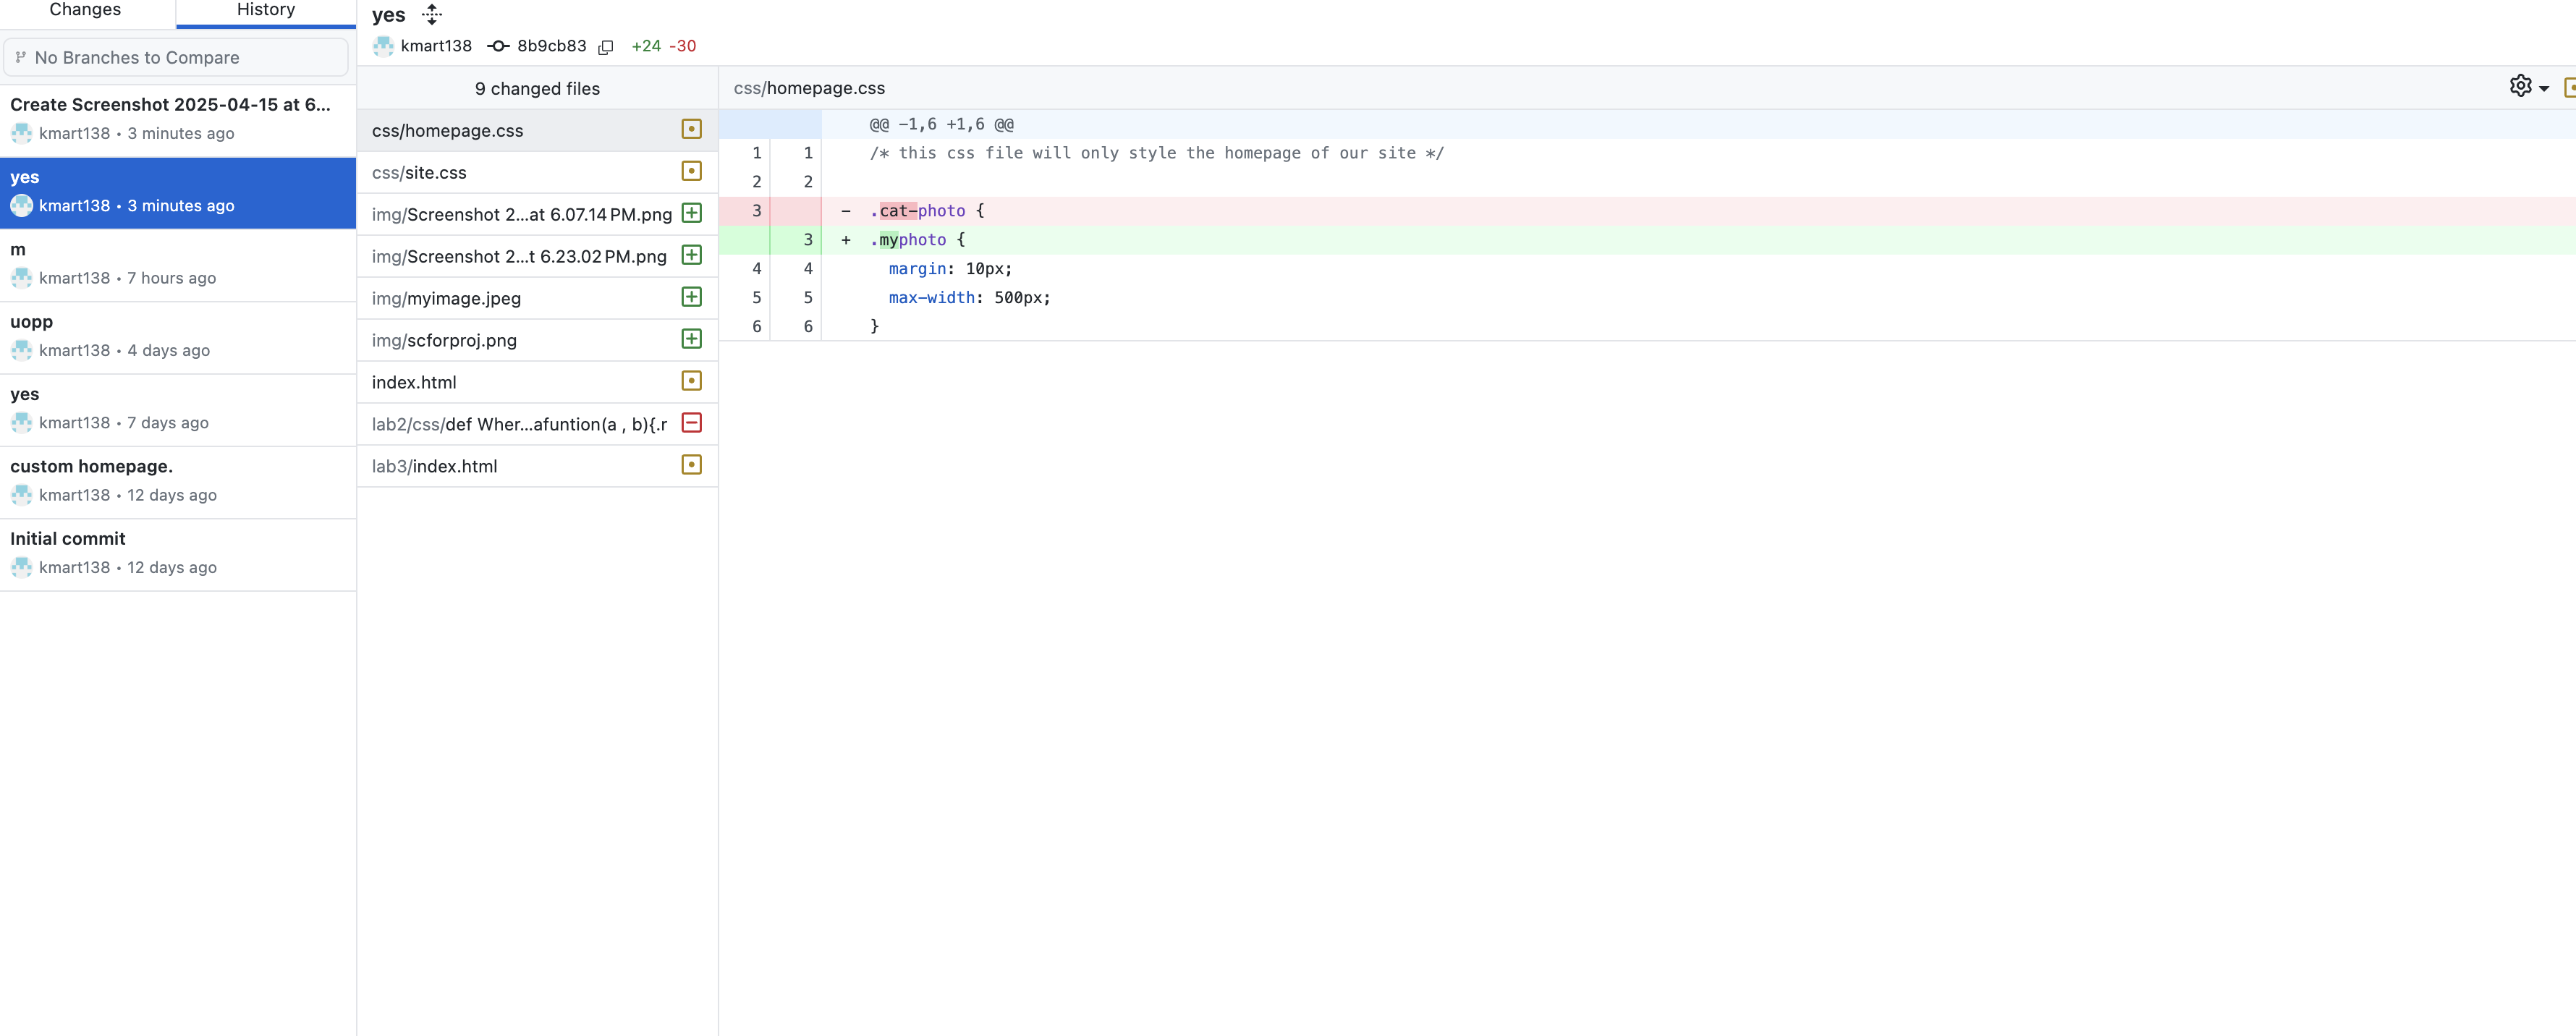 Changes
History
No Branches to Compare
Create Screenshot 2025-04-15 at 6...
kmart138 • 3 minutes ago
yes
kmart138 • 3 minutes ago
m
kmart138 • 7 hours ago
uopp
kmart138 • 4 days ago
yes
kmart138 • 7 days ago
custom homepage.
kmart138 • 12 days ago
Initial commit
kmart138 • 12 days ago
yes
kmart138 8b9cb83 +24 -30
9 changed files
css/homepage.css
css/site.css
img/Screenshot 2...at 6.07.14 PM.png
img/Screenshot 2...t 6.23.02 PM.png
img/myimage.jpeg
img/scforproj.png
index.html
lab2/css/def Wher...afuntion(a , b){.r
lab3/index.html
css/homepage.css
@@ -1,6 +1,6 @@
1 1 /* this css file will only style the homepage of our site */
2 2
3 - .cat-photo {
3 + .myphoto {
4 4 margin: 10px;
5 5 max-width: 500px;
6 6 }